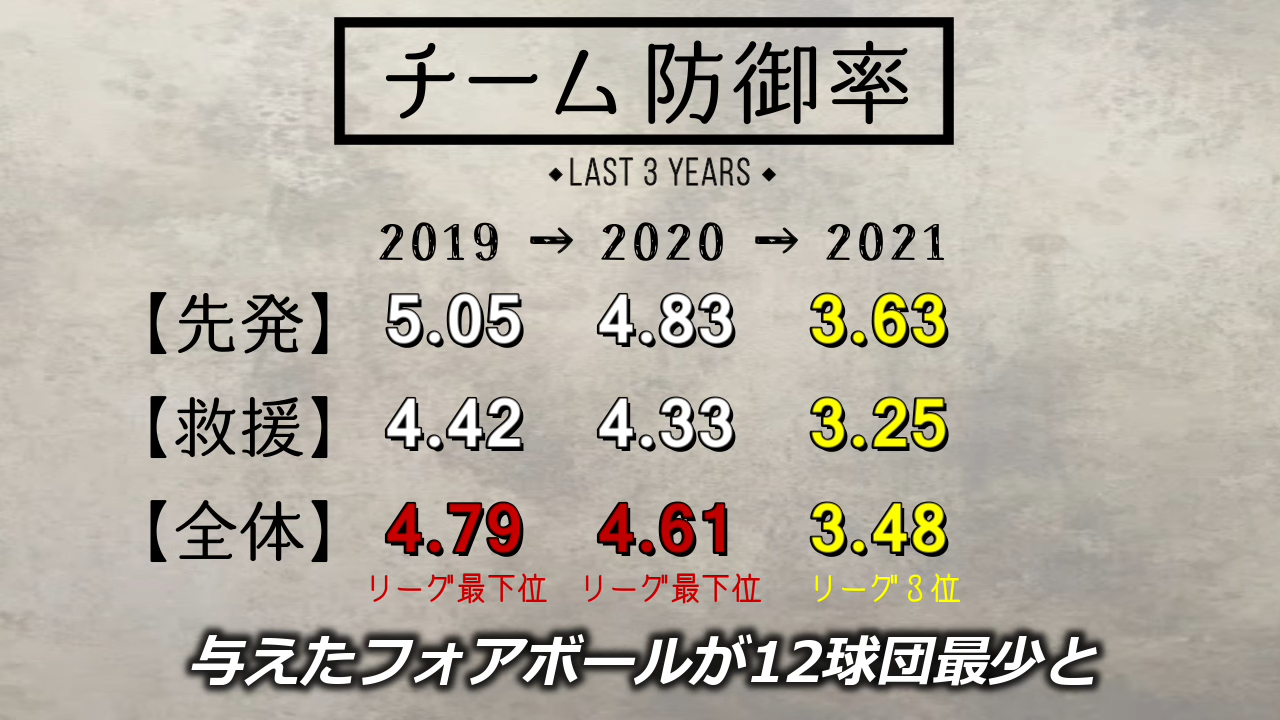 チーム防御率
◆LAST 3 YEARS◆
2019 → 2020 → 2021
【先発】 5.05 4.83 3.63
【救援】 4.42 4.33 3.25
【全体】 4.79 4.61 3.48
リーグ最下位 リーグ最下位 リーグ3位
与えたフォアボールが12球団最少と